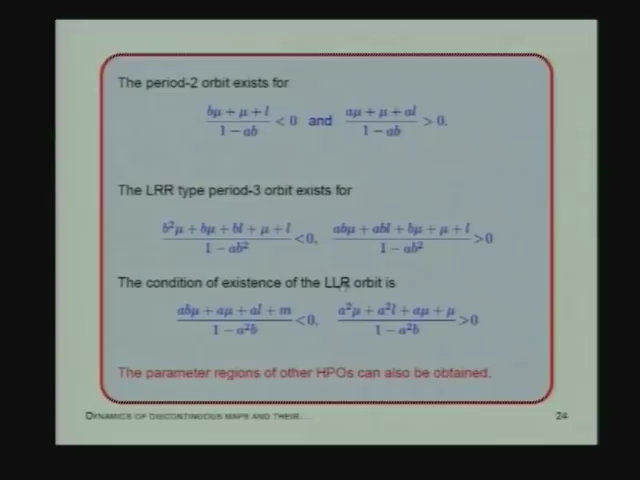 The period-2 orbit exists for
bμ + μ + l / 1 − ab < 0 and aμ + μ + al / 1 − ab > 0.
The LRR type period-3 orbit exists for
b²μ + bμ + bl + μ + l / 1 − ab² <0, abμ + abl + bμ + μ + l / 1 − ab² >0
The condition of existence of the LLR orbit is
abμ + aμ + al + m / 1 − a²b <0, a²μ + a²l + aμ + μ / 1 − a²b >0
The parameter regions of other HPOs can also be obtained.
DYNAMICS OF DISCONTINUOUS MAPS AND THESE... 24